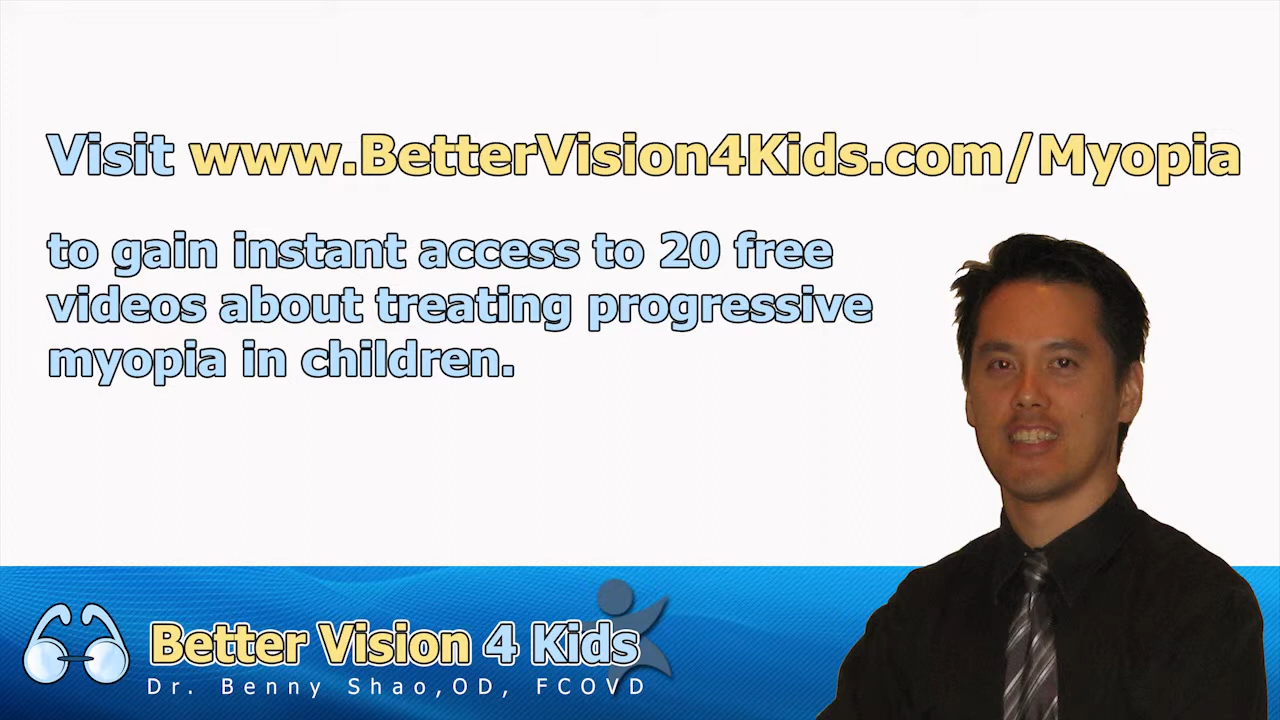 Visit www.BetterVision4Kids.com/Myopia
to gain instant access to 20 free
videos about treating progressive
myopia in children.
Better Vision 4 Kids
Dr. Benny Shao,OD, FCOVD